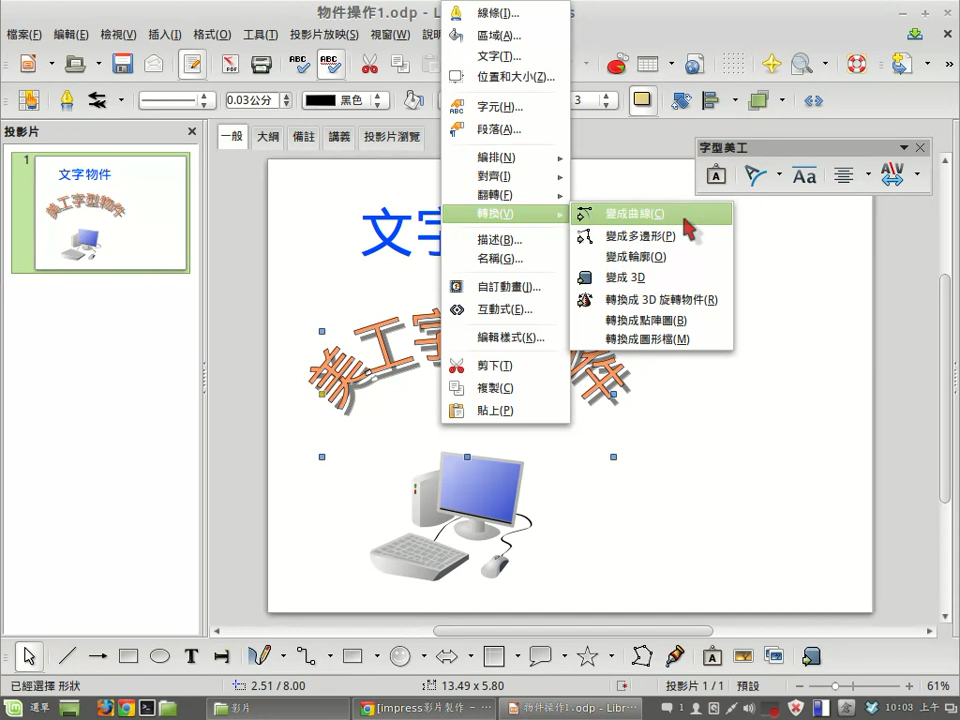 物件操作1.odp - L
檔案(F) 編輯(E) 檢視(V) 插入(I) 格式(O) 工具(T) 投影片放映(S) 視窗(W)
0.03公分
黑色
3
投影片
一般 大綱 備註 講義 投影片瀏覽
1
文字物件
美工字型物件
線條(I)...
區域(A)...
文字(T)...
位置和大小(Z)...
字元(H)...
段落(A)...
編排(N)
對齊(I)
翻轉(F)
轉換(V)
描述(B)...
名稱(G)...
自訂動畫(J)...
互動式(E)...
編輯樣式(K)...
剪下(T)
複製(C)
貼上(P)
變成曲線(C)
變成多邊形(P)
變成輪廓(O)
變成 3D
轉換成 3D 旋轉物件(R)
轉換成點陣圖(B)
轉換成圖形檔(M)
字型美工
文字
美工字
件
已經選擇 形狀
2.51 / 8.00
13.49 x 5.80
投影片 1 / 1
預設
61%
選單
影片
[impress影片製作 - ...
物件操作1.odp - Libr...
10:03 上午